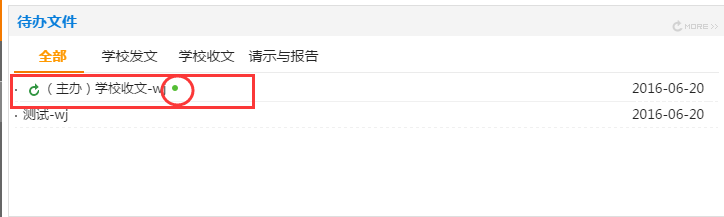 待办文件
MORE >>
全部 学校发文 学校收文 请示与报告
· （主办）学校收文-wj 2016-06-20
· 测试-wj 2016-06-20